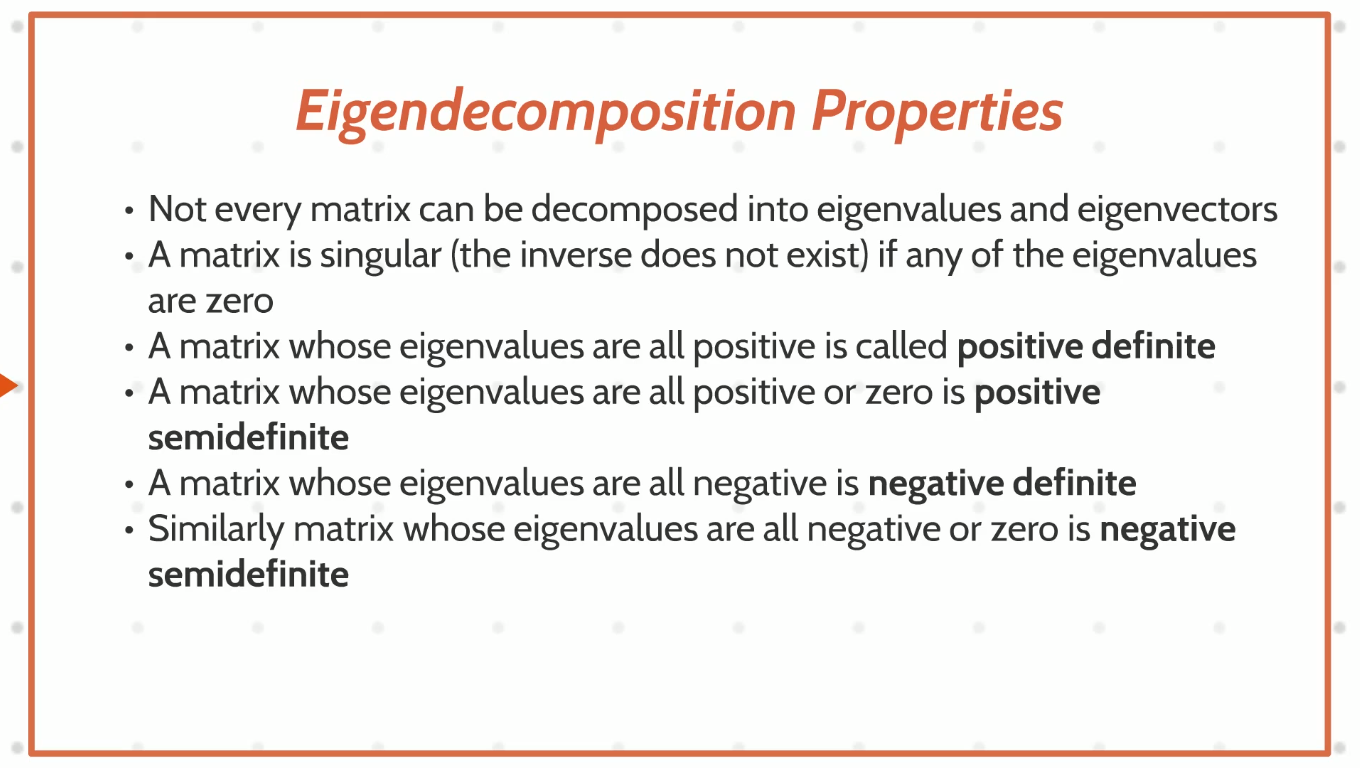 Eigendecomposition Properties
• Not every matrix can be decomposed into eigenvalues and eigenvectors
• A matrix is singular (the inverse does not exist) if any of the eigenvalues
are zero
• A matrix whose eigenvalues are all positive is called positive definite
• A matrix whose eigenvalues are all positive or zero is positive
semidefinite
• A matrix whose eigenvalues are all negative is negative definite
• Similarly matrix whose eigenvalues are all negative or zero is negative
semidefinite